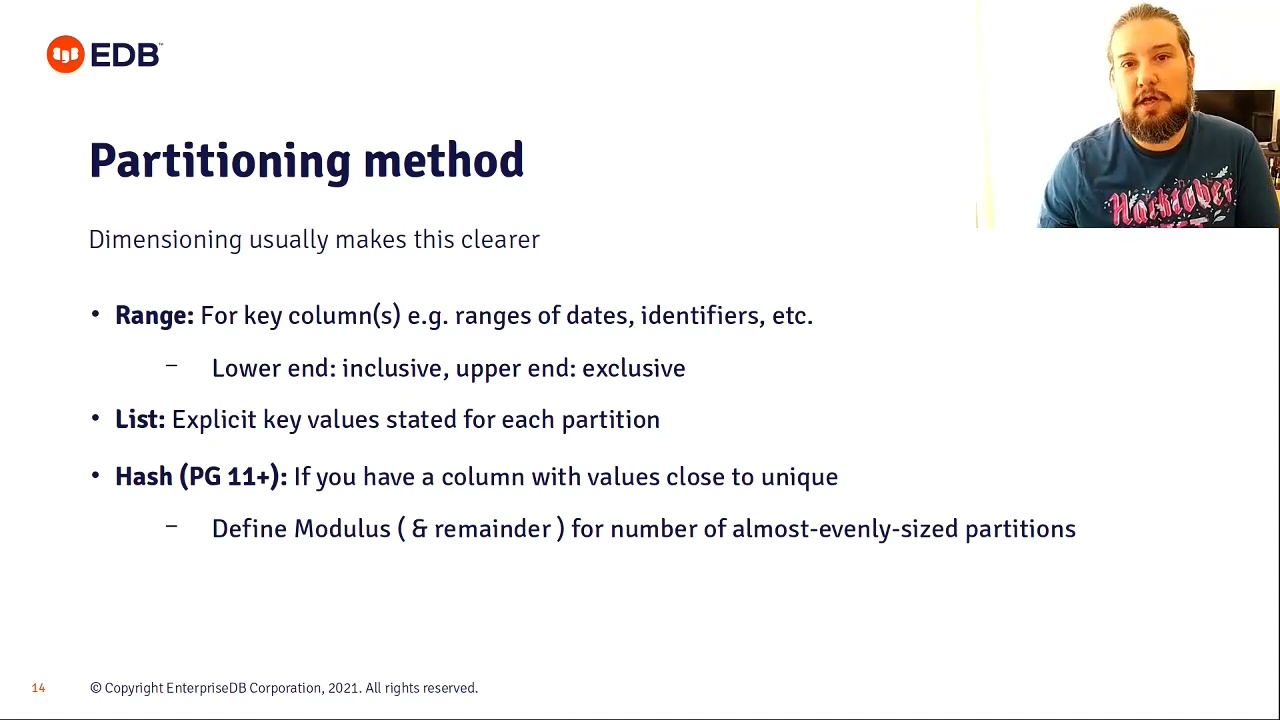 EDB™
Partitioning method
Dimensioning usually makes this clearer
• Range: For key column(s) e.g. ranges of dates, identifiers, etc.
– Lower end: inclusive, upper end: exclusive
• List: Explicit key values stated for each partition
• Hash (PG 11+): If you have a column with values close to unique
– Define Modulus ( & remainder ) for number of almost-evenly-sized partitions
14 © Copyright EnterpriseDB Corporation, 2021. All rights reserved.
Hacktober